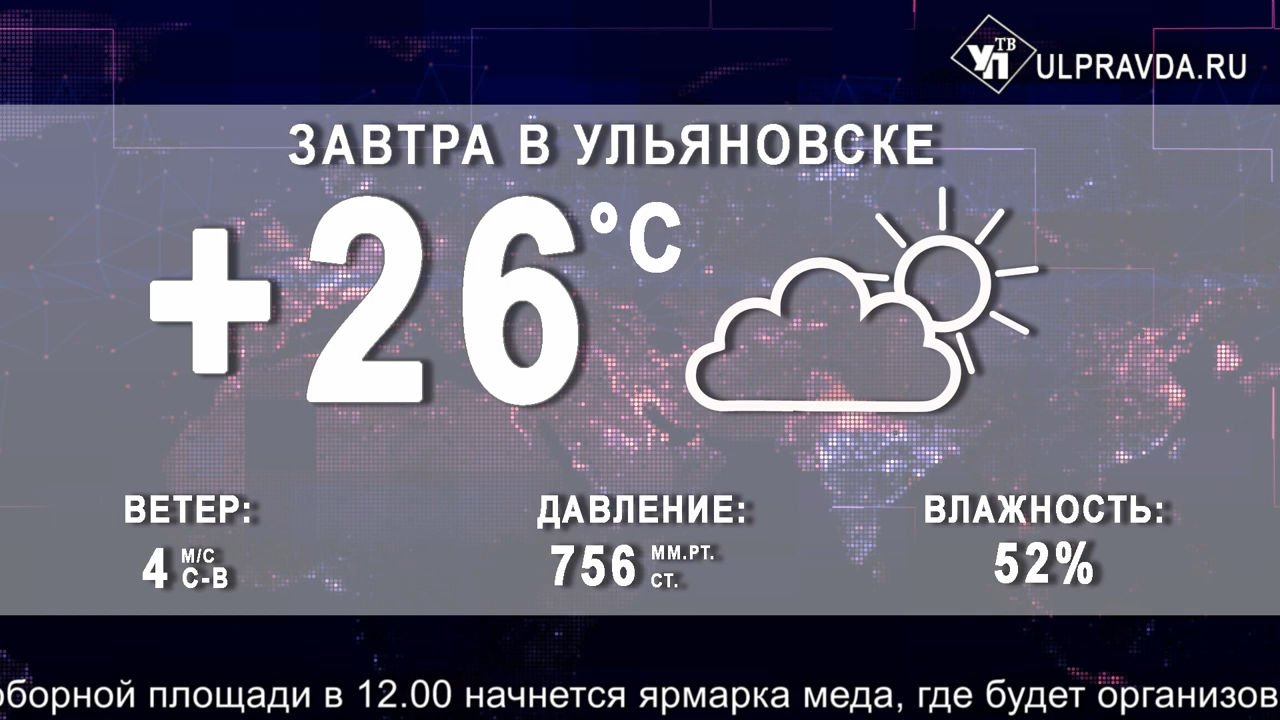 УП ТВ ULPRAVDA.RU
ЗАВТРА В УЛЬЯНОВСКЕ
+26 °C
ВЕТЕР: ДАВЛЕНИЕ: ВЛАЖНОСТЬ:
4 М/С С-В 756 ММ.РТ. СТ. 52%
оборной площади в 12.00 начнется ярмарка меда, где будет организов